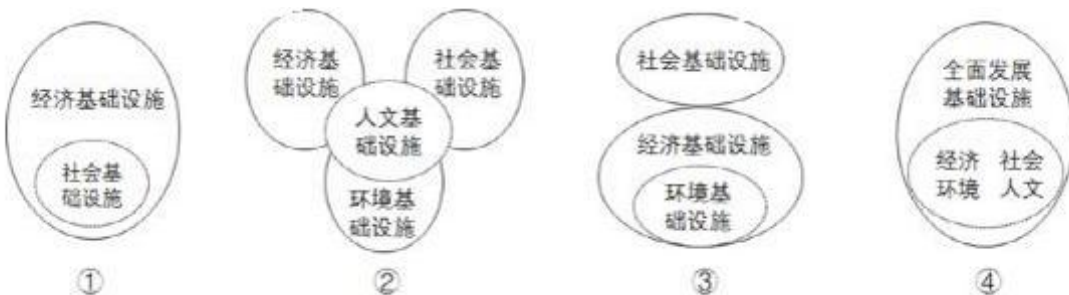 经济基础设施
社会基
础设施
①
经济基
础设施
社会基
础设施
人文基
础设施
环境基
础设施
②
社会基础设施
经济基础设施
环境基
础设施
③
全面发展
基础设施
经济 社会
环境 人文
④